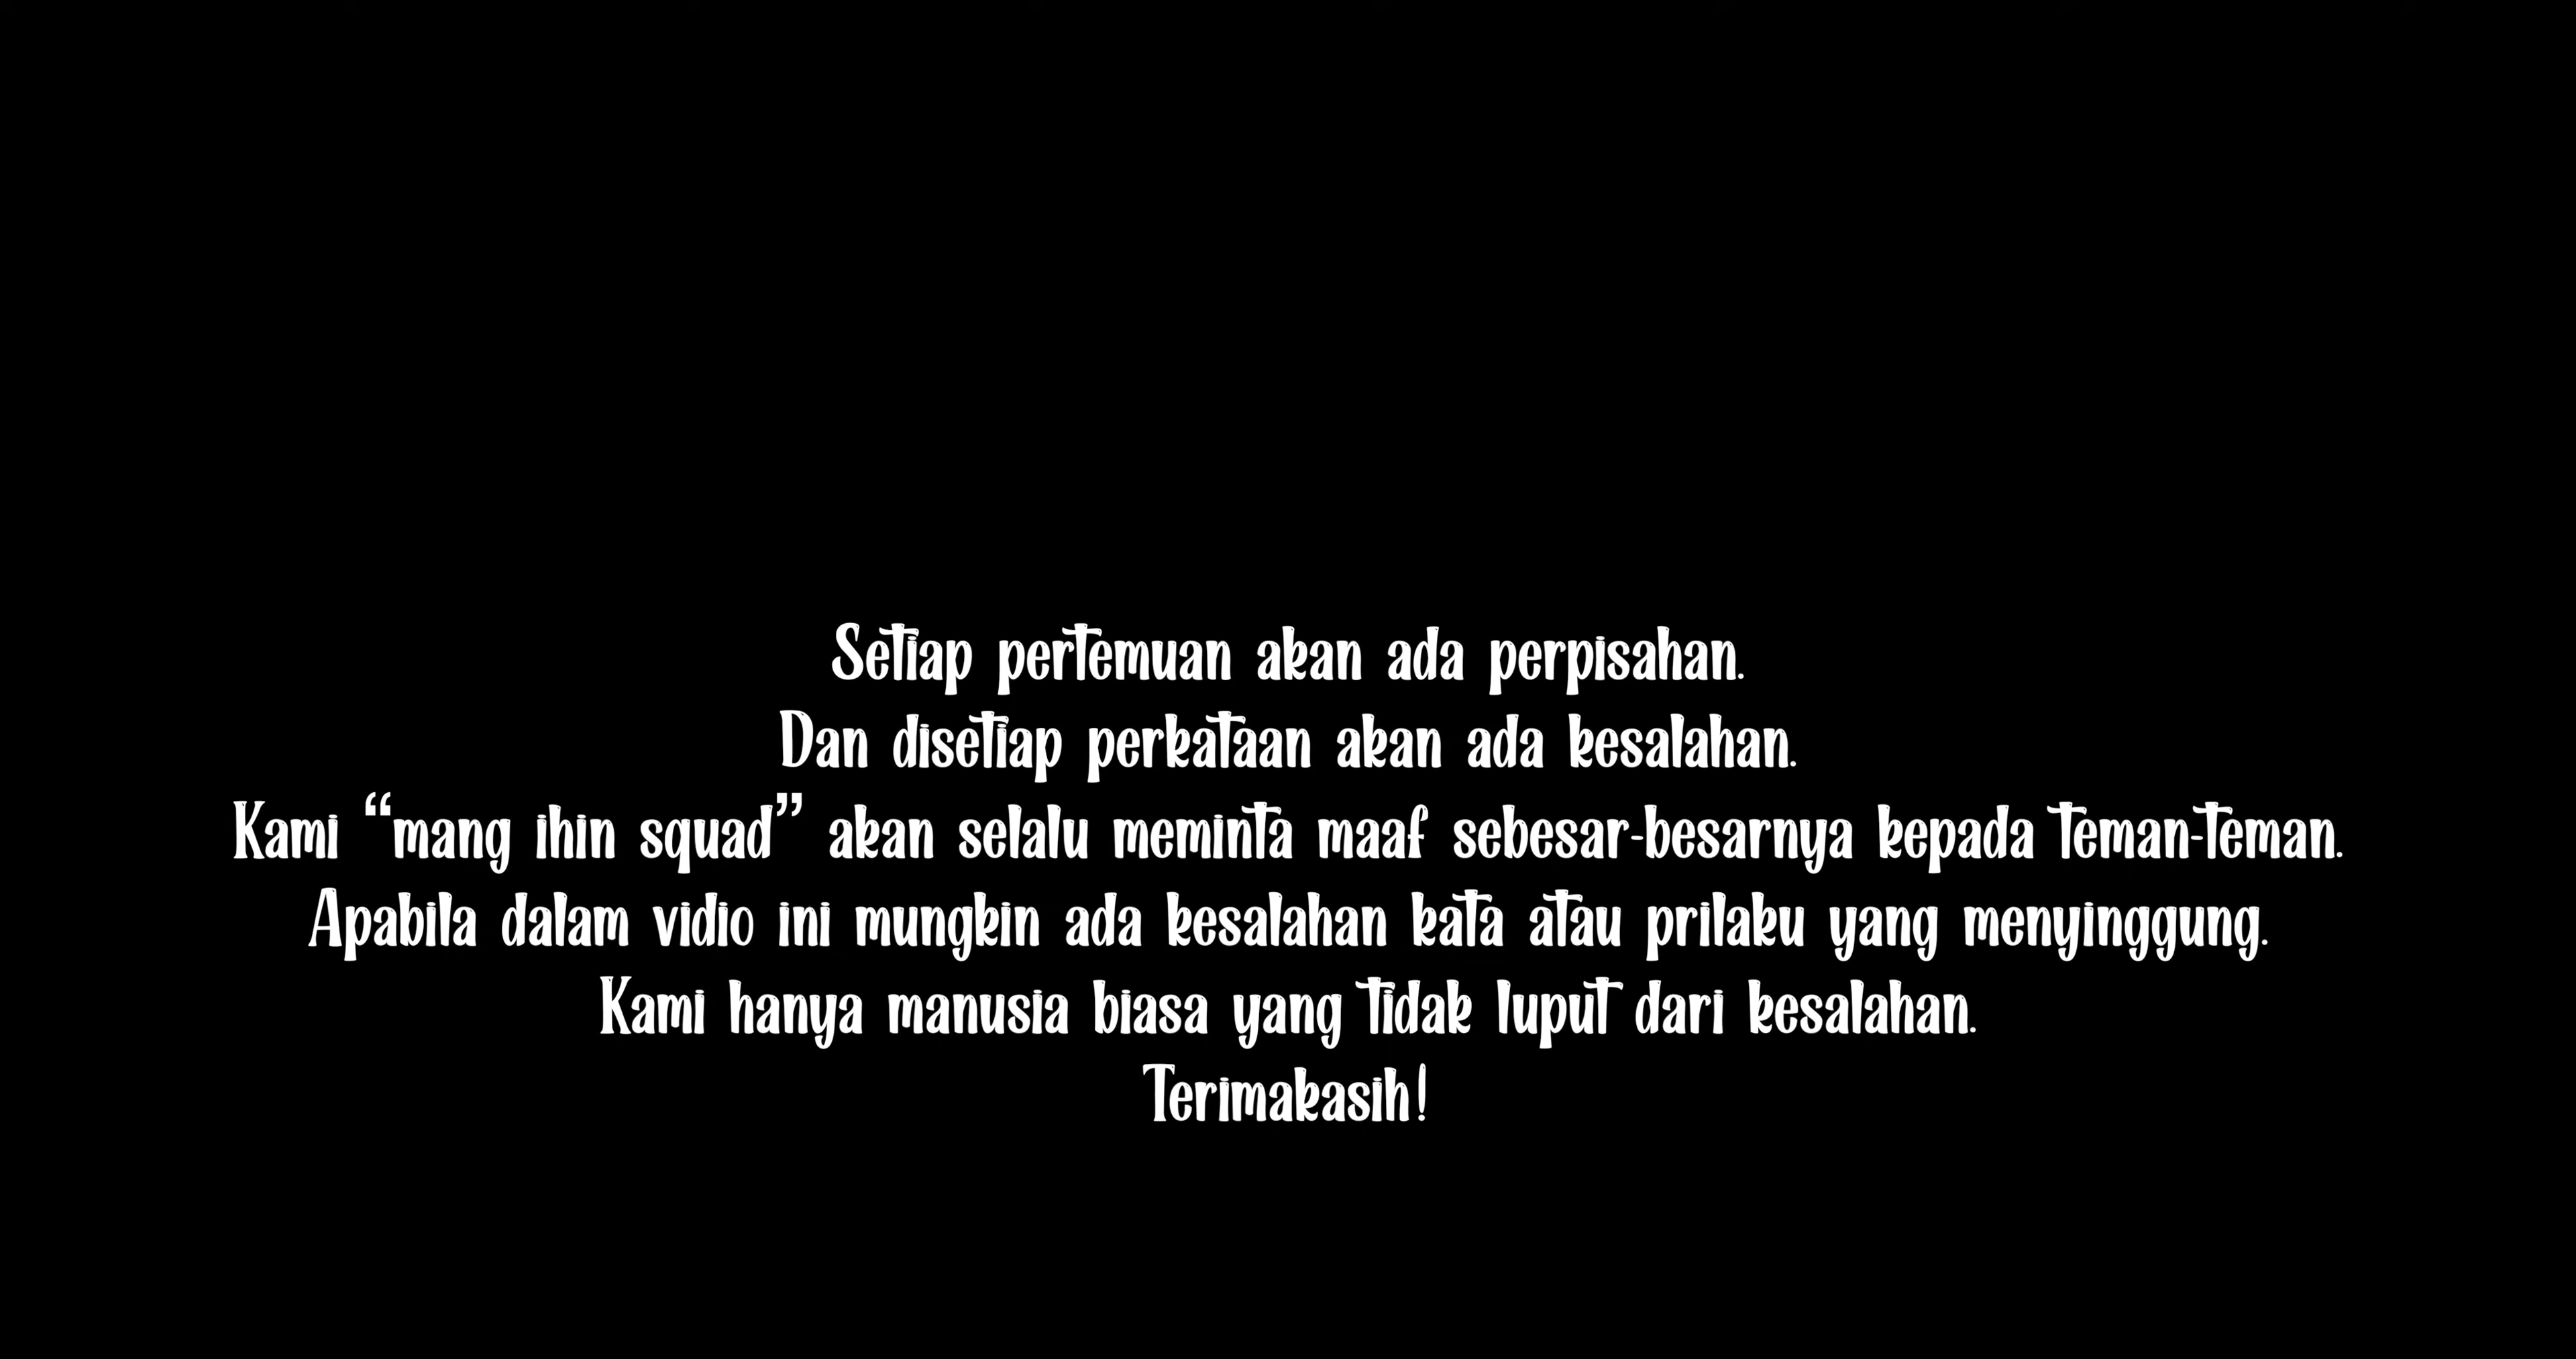 Setiap pertemuan akan ada perpisahan.
Dan disetiap perkataan akan ada kesalahan.
Kami “mang ihin squad” akan selalu meminta maaf sebesar-besarnya kepada teman-teman.
Apabila dalam vidio ini mungkin ada kesalahan kata atau prilaku yang menyinggung.
Kami hanya manusia biasa yang tidak luput dari kesalahan.
Terimakasih!